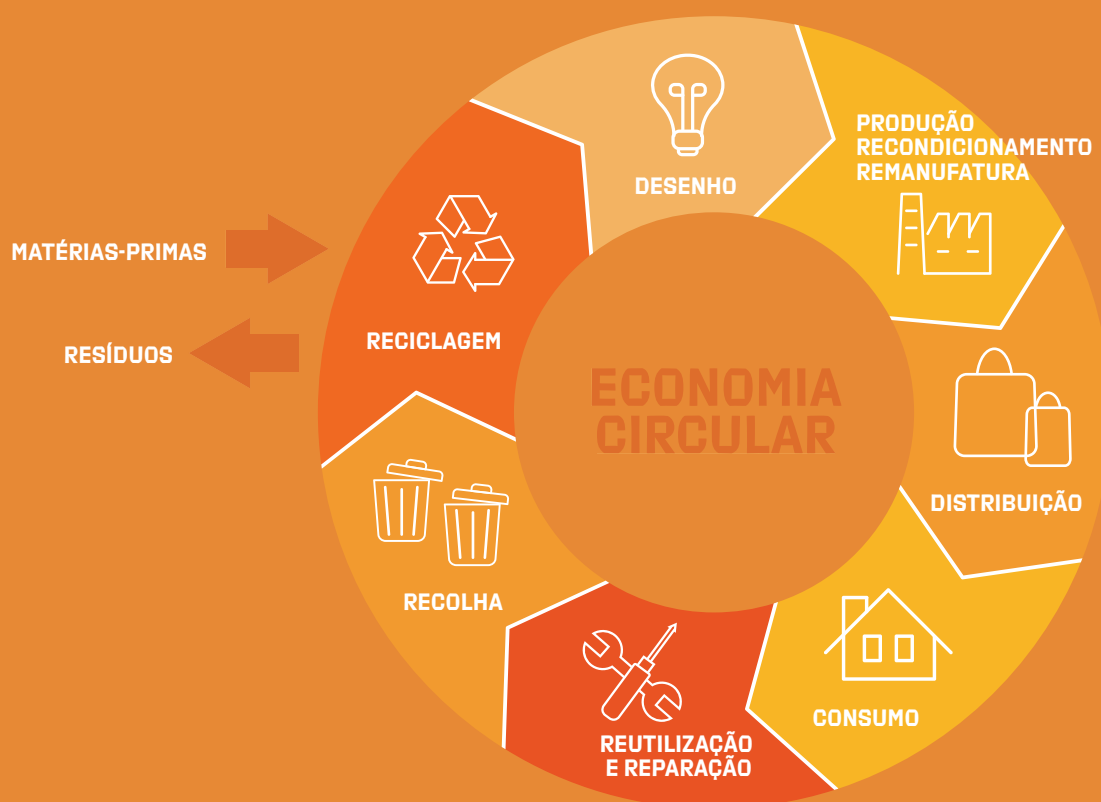 DESENHO
PRODUÇÃO
RECONDICIONAMENTO
REMANUFATURA
MATÉRIAS-PRIMAS
RESÍDUOS
RECICLAGEM
ECONOMIA
CIRCULAR
DISTRIBUIÇÃO
RECOLHA
CONSUMO
REUTILIZAÇÃO
E REPARAÇÃO